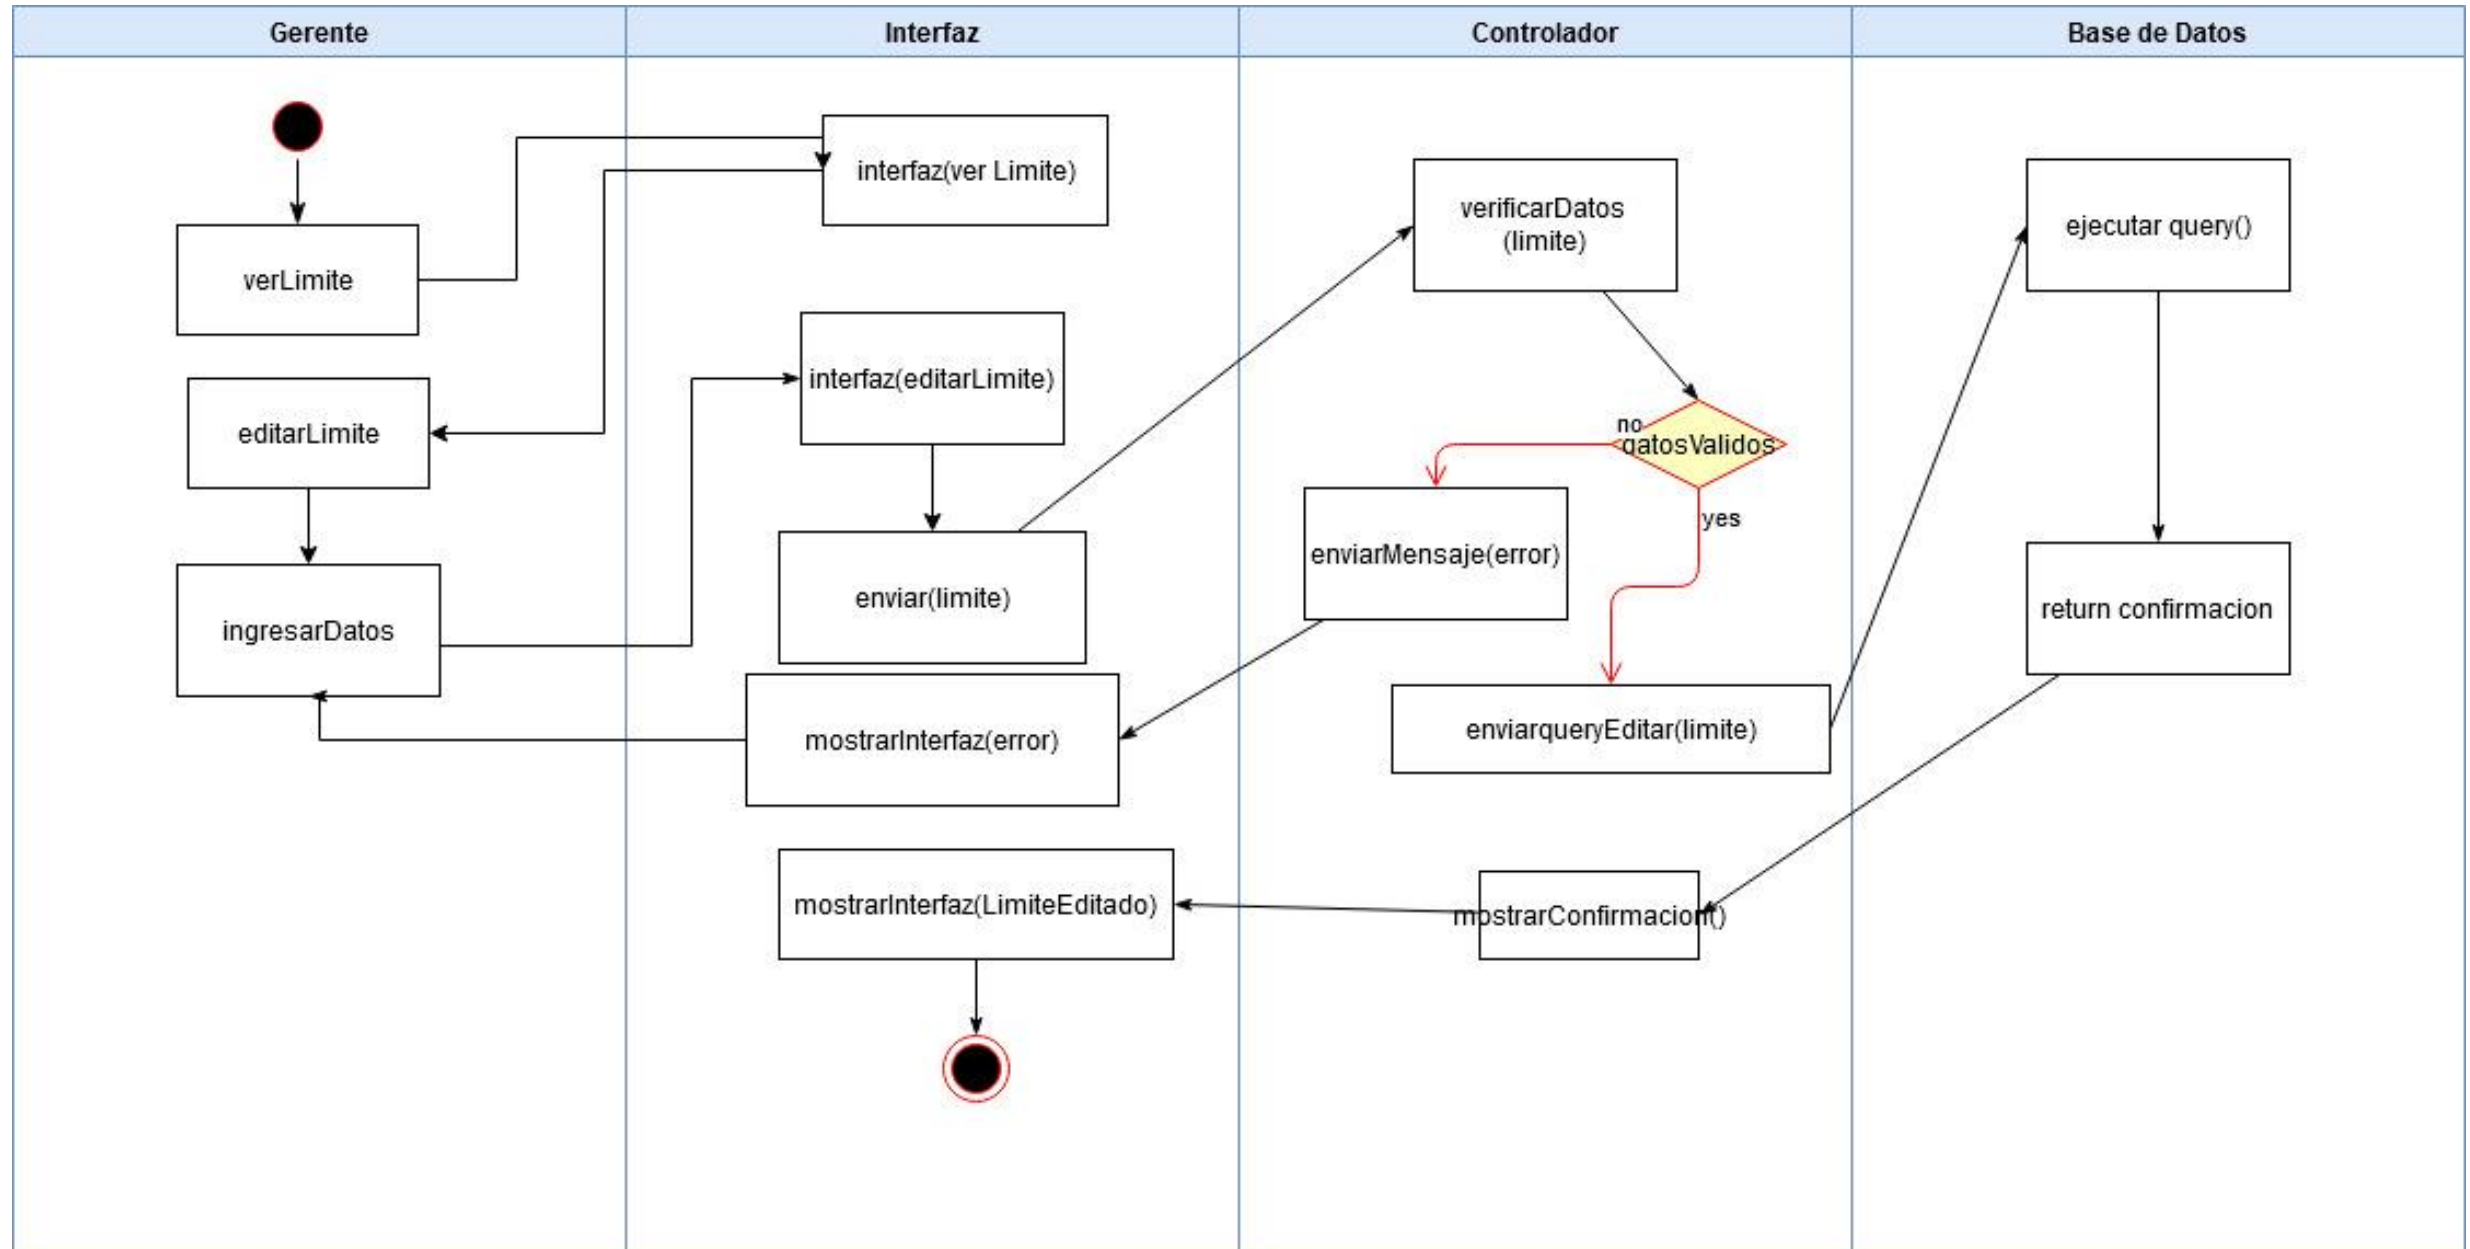 Gerente
Interfaz
Controlador
Base de Datos
verLimite
editarLimite
ingresarDatos
interfaz(ver Limite)
interfaz(editarLimite)
enviar(limite)
mostrarInterfaz(error)
mostrarInterfaz(LimiteEditado)
verificarDatos
(limite)
no
datosValidos
yes
enviarMensaje(error)
enviarqueryEditar(limite)
mostrarConfirmacion()
ejecutar query()
return confirmacion